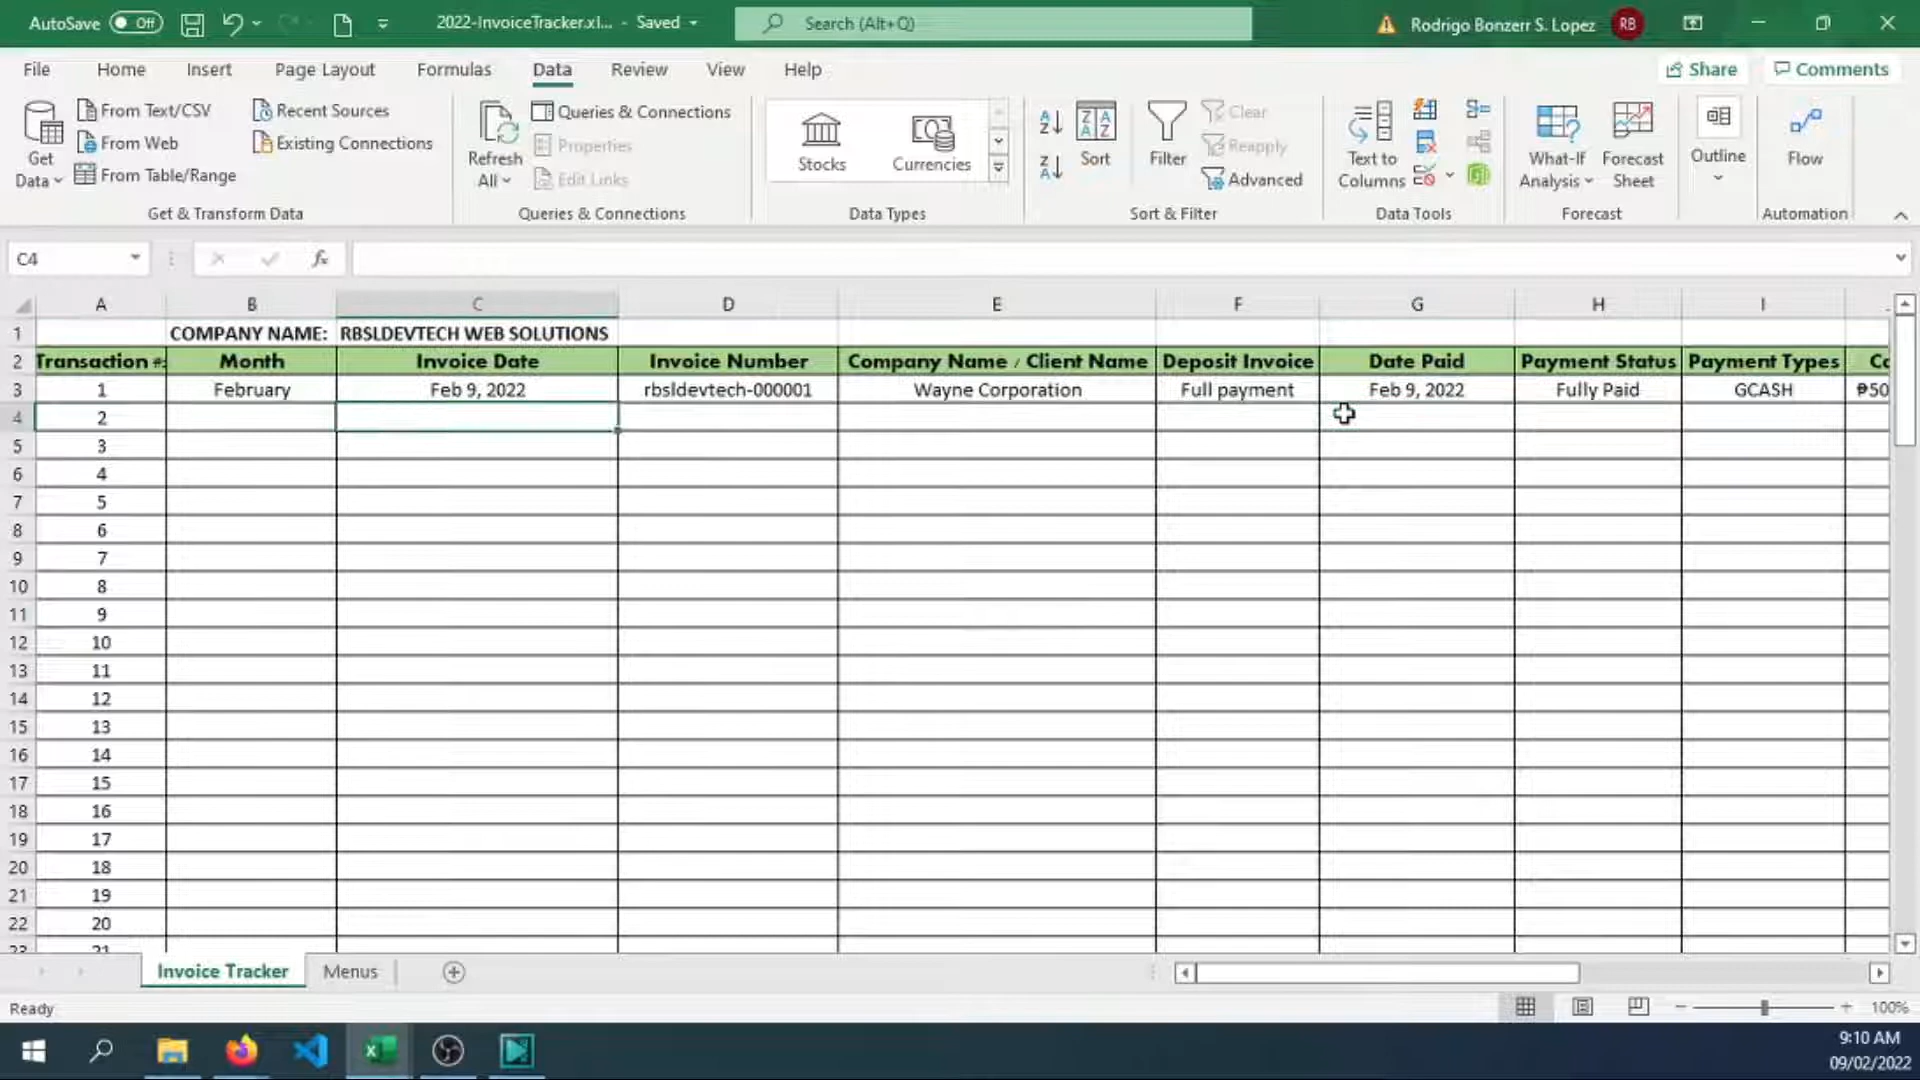 AutoSave Off 2022-InvoiceTracker.xl... - Saved Search (Alt+Q) Rodrigo Bonzerr S. Lopez RB
File Home Insert Page Layout Formulas Data Review View Help Share Comments
Get Data
From Text/CSV
From Web
From Table/Range
Recent Sources
Existing Connections
Get & Transform Data
Refresh All
Queries & Connections
Properties
Edit Links
Queries & Connections
Stocks
Currencies
Data Types
Sort
Filter
Clear
Reapply
Advanced
Sort & Filter
Text to Columns
Data Tools
What-If Analysis
Forecast Sheet
Forecast
Outline
Flow
Automation
C4 fx
A B C D E F G H I
1 COMPANY NAME: RBSLDEVTECH WEB SOLUTIONS
2 Transaction #: Month Invoice Date Invoice Number Company Name / Client Name Deposit Invoice Date Paid Payment Status Payment Types Co
3 1 February Feb 9, 2022 rbsldevtech-000001 Wayne Corporation Full payment Feb 9, 2022 Fully Paid GCASH ₱50
4 2
5 3
6 4
7 5
8 6
9 7
10 8
11 9
12 10
13 11
14 12
15 13
16 14
17 15
18 16
19 17
20 18
21 19
22 20
23 21
Invoice Tracker Menus
Ready 100%
9:10 AM
09/02/2022